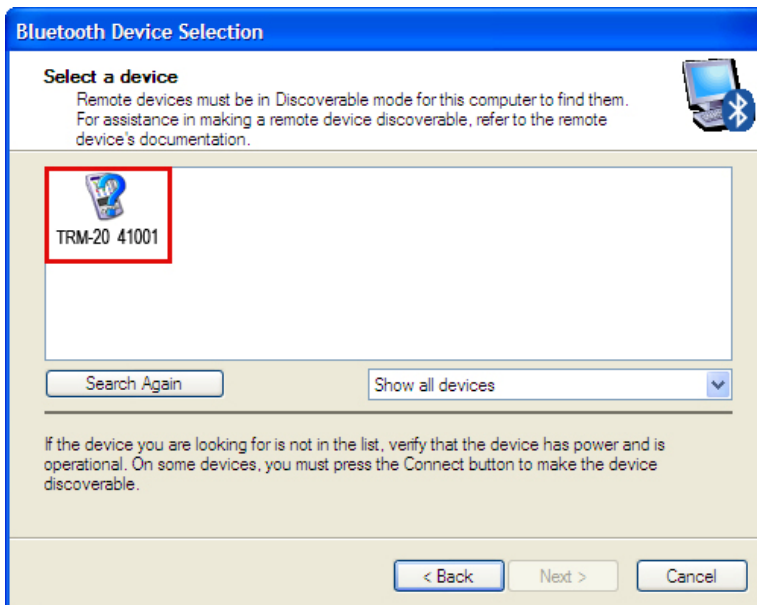 Bluetooth Device Selection
Select a device
Remote devices must be in Discoverable mode for this computer to find them.
For assistance in making a remote device discoverable, refer to the remote
device's documentation.
TRM-20 41001
Search Again
Show all devices
If the device you are looking for is not in the list, verify that the device has power and is
operational. On some devices, you must press the Connect button to make the device
discoverable.
< Back
Next >
Cancel